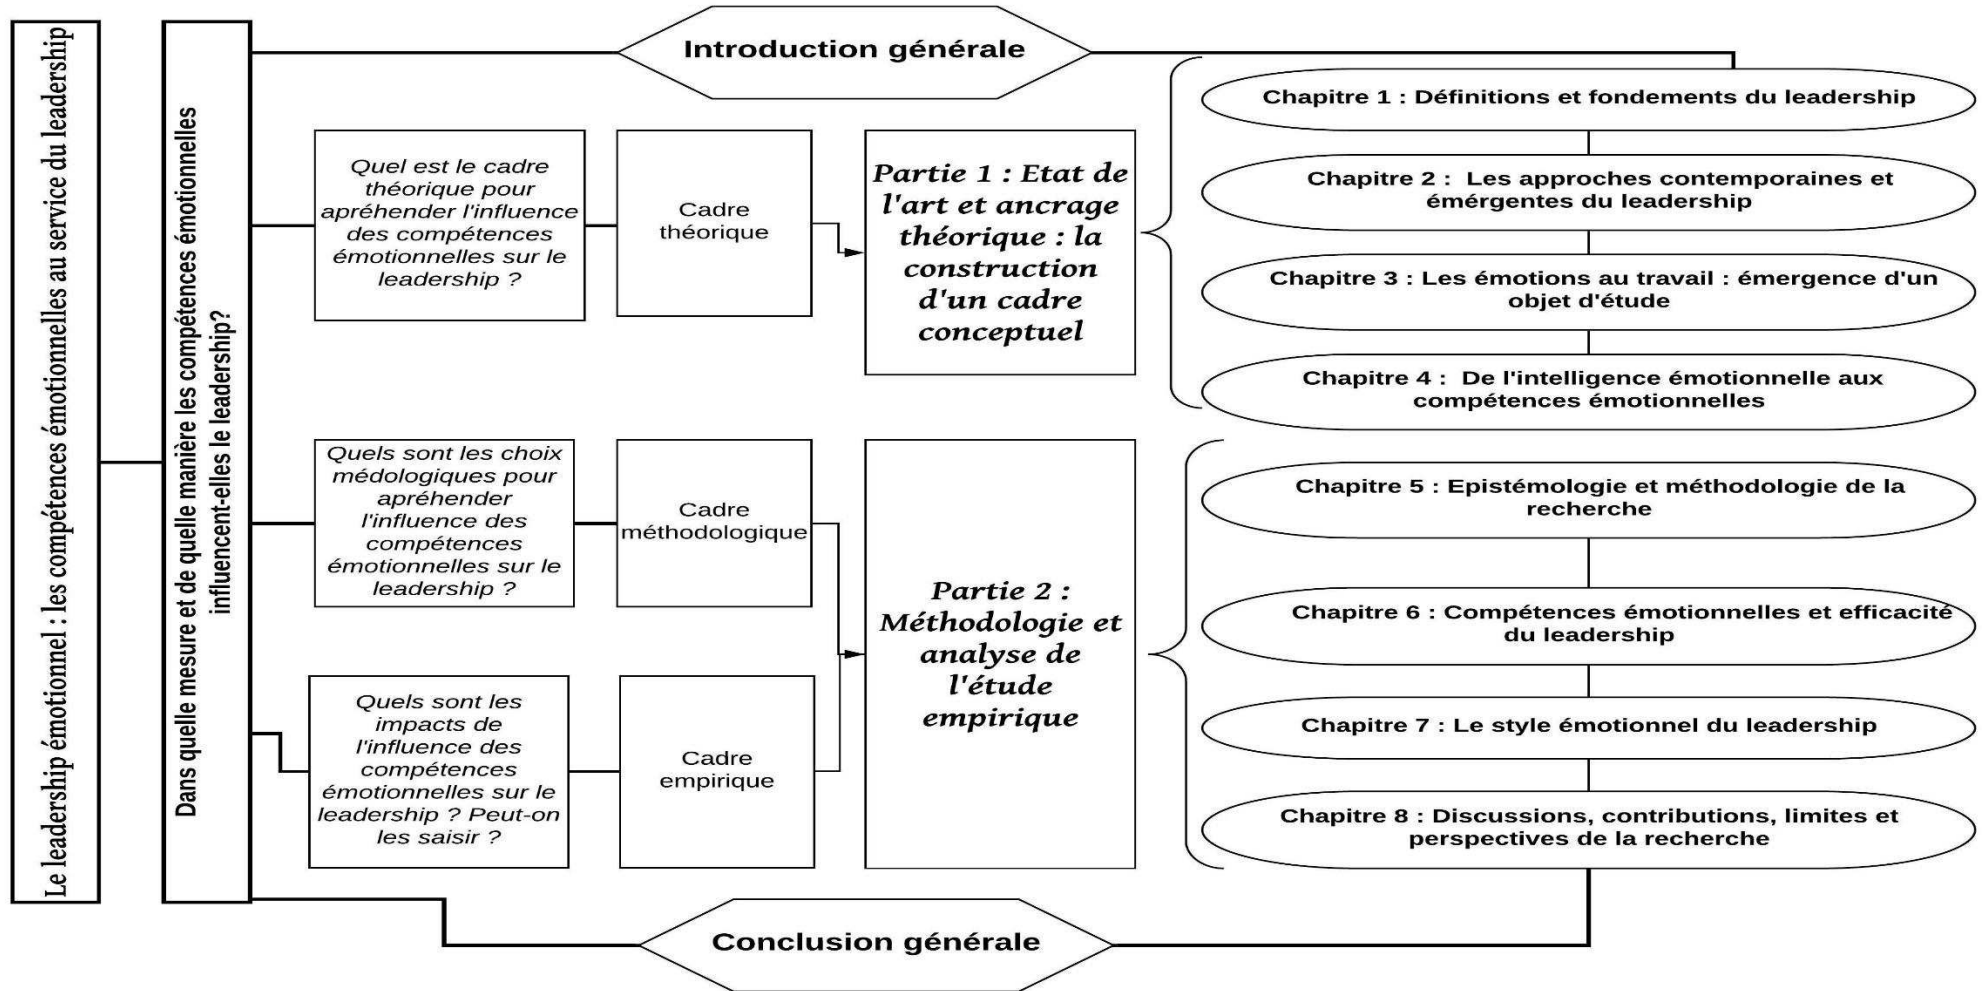 Le leadership émotionnel : les compétences émotionnelles au service du leadership
Dans quelle mesure et de quelle manière les compétences émotionnelles
influencent-elles le leadership?
Introduction générale
Quel est le cadre
théorique pour
apréhender l'influence
des compétences
émotionnelles sur le
leadership ?
Cadre
théorique
Partie 1 : Etat de
l'art et ancrage
théorique : la
construction
d'un cadre
conceptuel
Chapitre 1 : Définitions et fondements du leadership
Chapitre 2 :  Les approches contemporaines et
émérgentes du leadership
Chapitre 3 : Les émotions au travail : émergence d'un
objet d'étude
Chapitre 4 :  De l'intelligence émotionnelle aux
compétences émotionnelles
Quels sont les choix
médologiques pour
apréhender
l'influence des
compétences
émotionnelles sur le
leadership ?
Cadre
méthodologique
Quels sont les
impacts de
l'influence des
compétences
émotionnelles sur le
leadership ? Peut-on
les saisir ?
Cadre
empirique
Partie 2 :
Méthodologie et
analyse de
l'étude
empirique
Chapitre 5 : Epistémologie et méthodologie de la
recherche
Chapitre 6 : Compétences émotionnelles et efficacité
du leadership
Chapitre 7 : Le style émotionnel du leadership
Chapitre 8 : Discussions, contributions, limites et
perspectives de la recherche
Conclusion générale